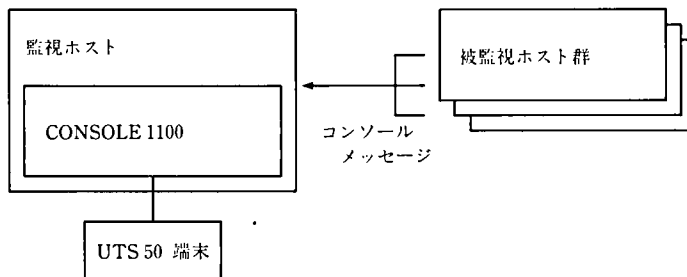 監視ホスト
被監視ホスト群
CONSOLE 1100
コンソール
メッセージ
UTS 50 端末